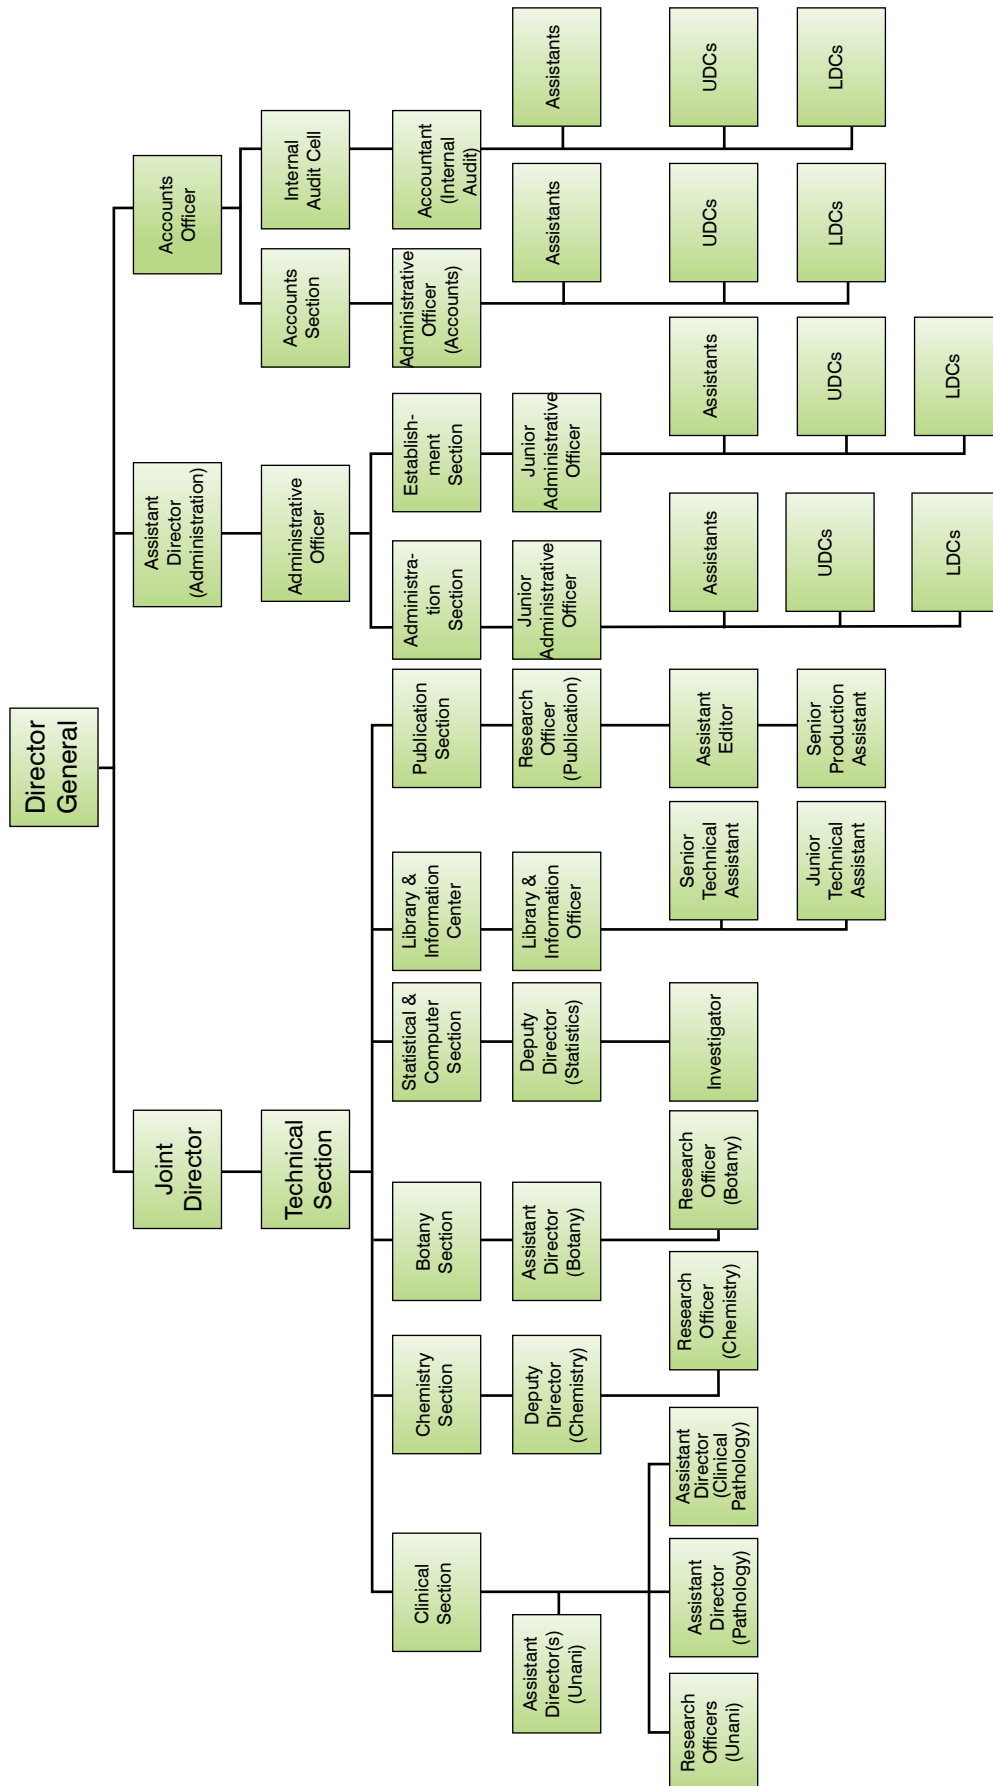 Director
General
Joint
Director
Assistant
Director
(Administration)
Accounts
Officer
Technical
Section
Administrative
Officer
Accounts
Section
Internal
Audit Cell
Clinical
Section
Chemistry
Section
Botany
Section
Statistical &
Computer
Section
Library &
Information
Center
Publication
Section
Administra-
tion
Section
Establish-
ment
Section
Administrative
Officer
(Accounts)
Accountant
(Internal
Audit)
Assistant
Director(s)
(Unani)
Deputy
Director
(Chemistry)
Assistant
Director
(Botany)
Deputy
Director
(Statistics)
Library &
Information
Officer
Research
Officer
(Publication)
Junior
Administrative
Officer
Junior
Administrative
Officer
Assistants
Assistants
Research
Officers
(Unani)
Assistant
Director
(Pathology)
Assistant
Director
(Clinical
Pathology)
Research
Officer
(Chemistry)
Research
Officer
(Botany)
Investigator
Senior
Technical
Assistant
Assistant
Editor
Assistants
Assistants
UDCs
UDCs
Junior
Technical
Assistant
Senior
Production
Assistant
UDCs
UDCs
LDCs
LDCs
LDCs
LDCs